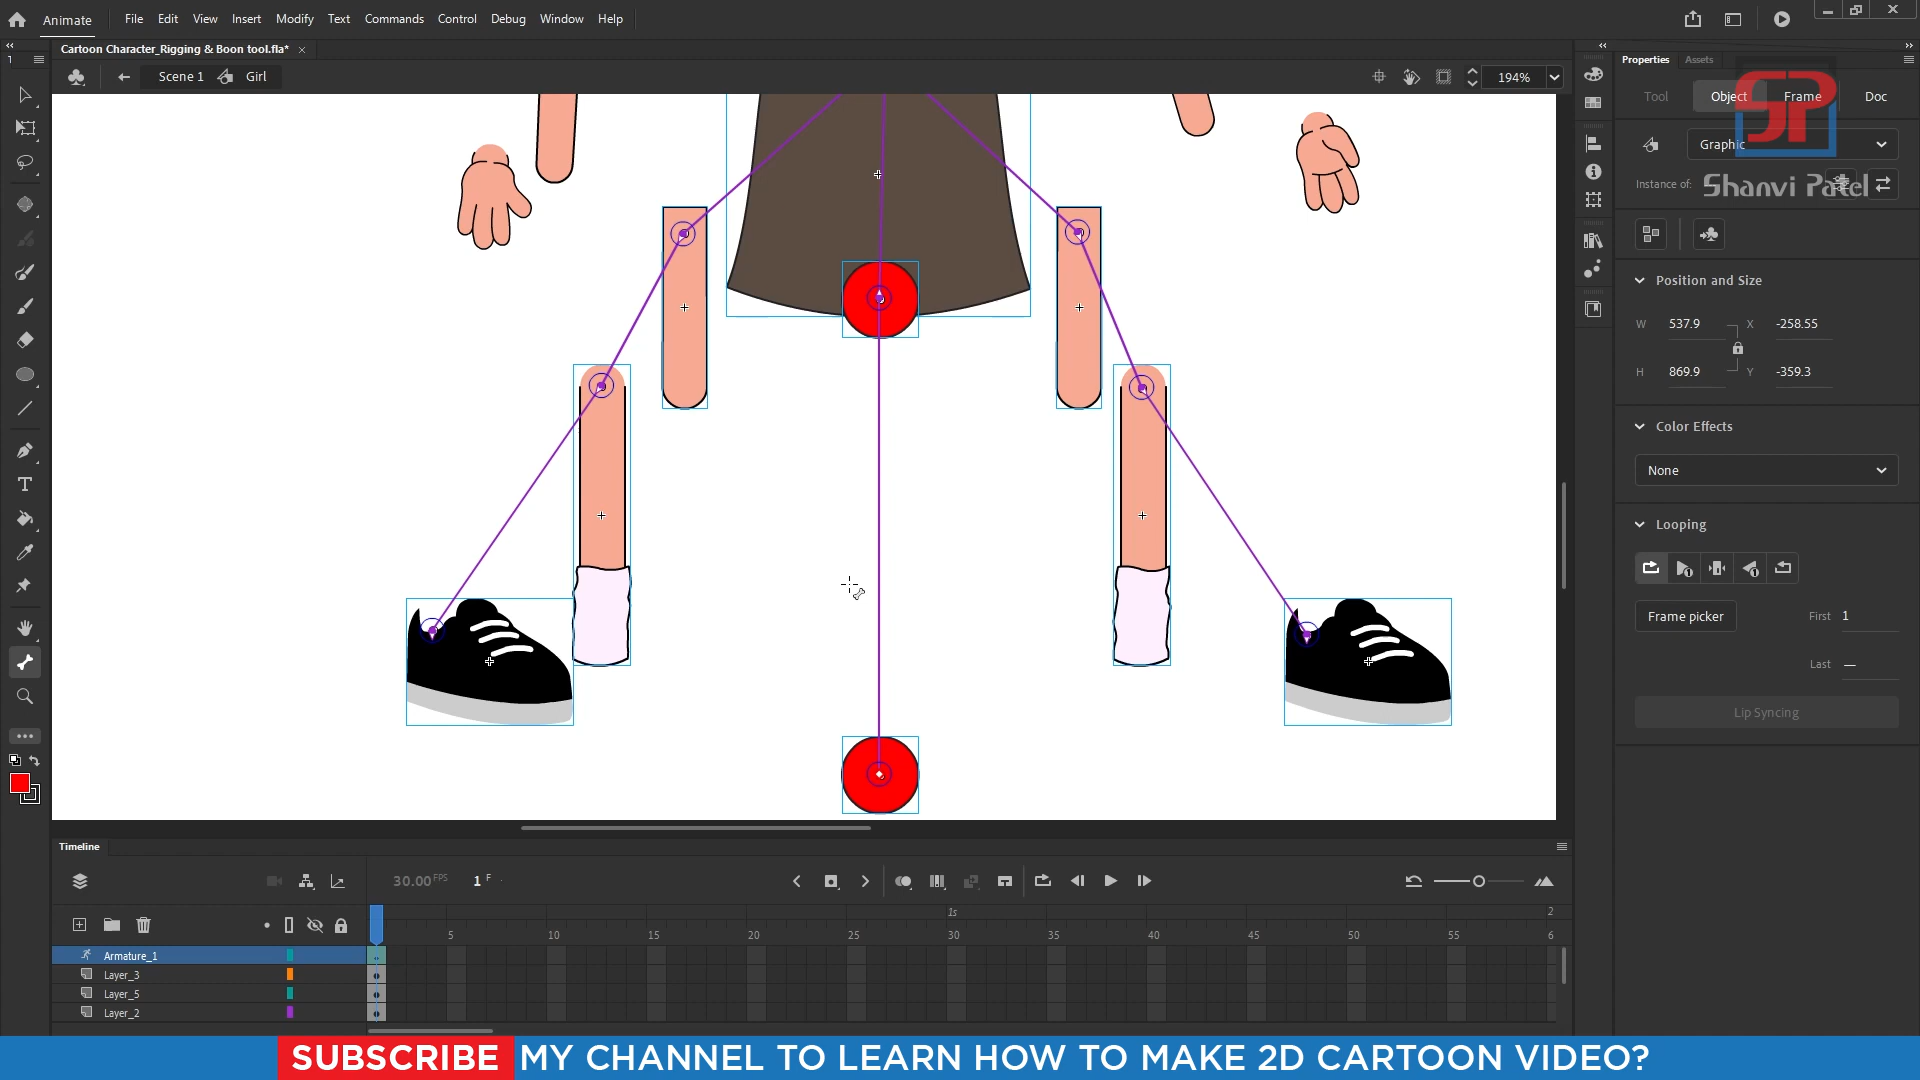 Animate
File Edit View Insert Modify Text Commands Control Debug Window Help
Cartoon Character_Rigging & Boon tool.fla*
Scene 1 Girl
194%
Properties Assets
Tool Object Frame Doc
SP
Graphic
Instance of:
Shanvi Patel
Position and Size
W 537.9 X -258.55
H 869.9 Y -359.3
Color Effects
None
Looping
Frame picker First 1
Last —
Lip Syncing
Timeline
30.00 FPS 1 F
1s 2
5 10 15 20 25 30 35 40 45 50 55 6
Armature_1
Layer_3
Layer_5
Layer_2
SUBSCRIBE MY CHANNEL TO LEARN HOW TO MAKE 2D CARTOON VIDEO?